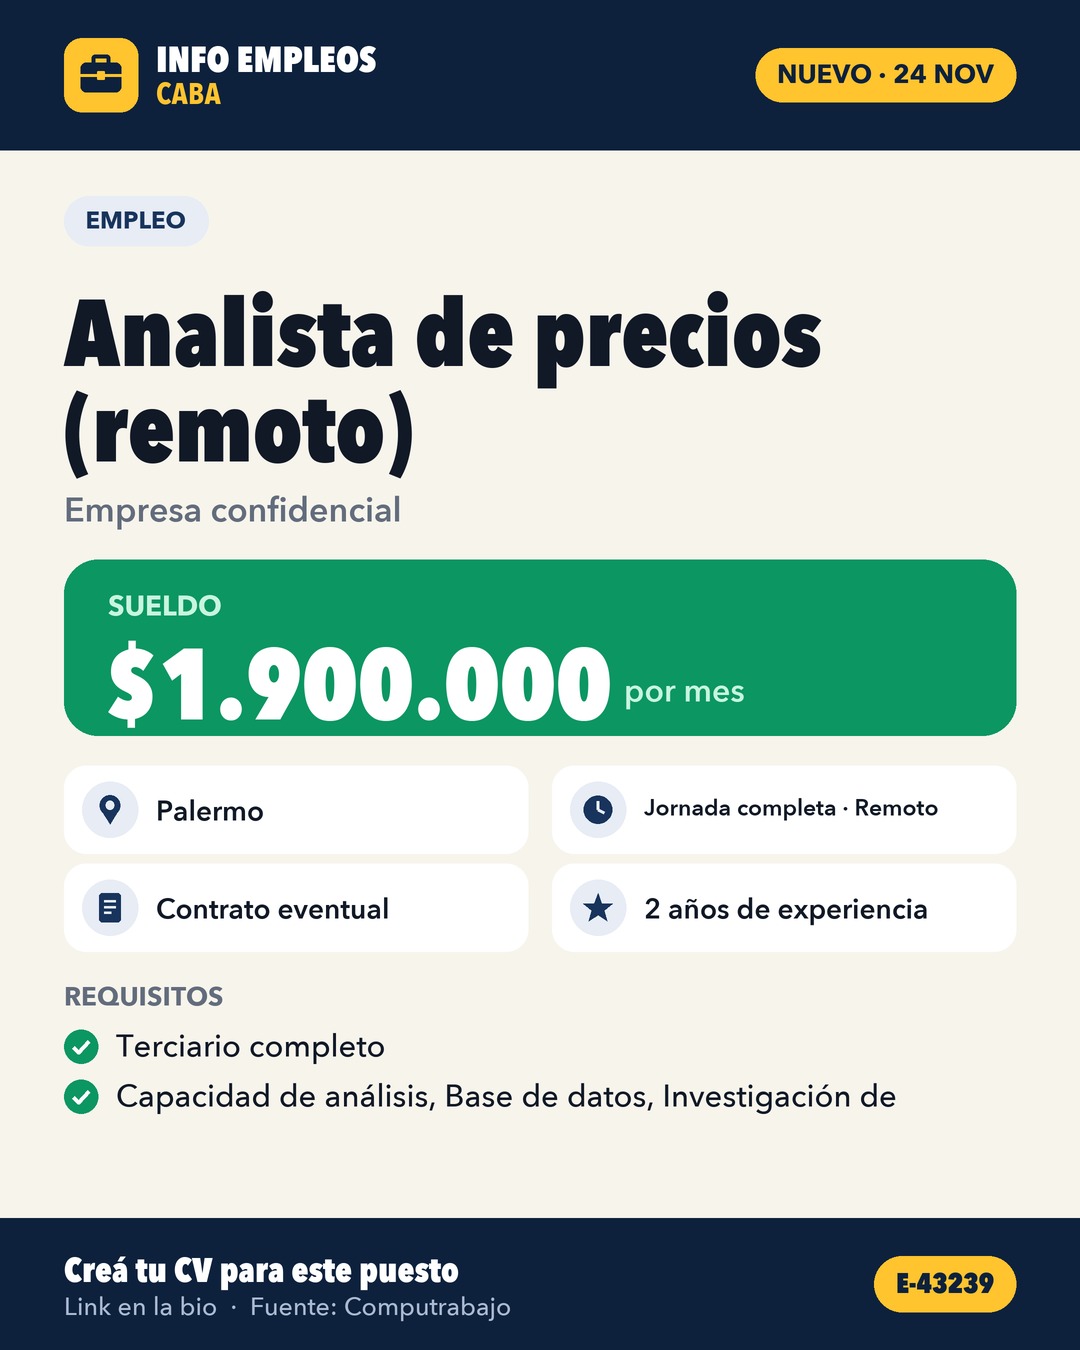 INFO EMPLEOS
CABA
NUEVO · 24 NOV
EMPLEO
Analista de precios
(remoto)
Empresa confidencial
SUELDO
$1.900.000 por mes
Palermo
Jornada completa · Remoto
Contrato eventual
2 años de experiencia
REQUISITOS
Terciario completo
Capacidad de análisis, Base de datos, Investigación de
Creá tu CV para este puesto
Link en la bio · Fuente: Computrabajo
E-43239